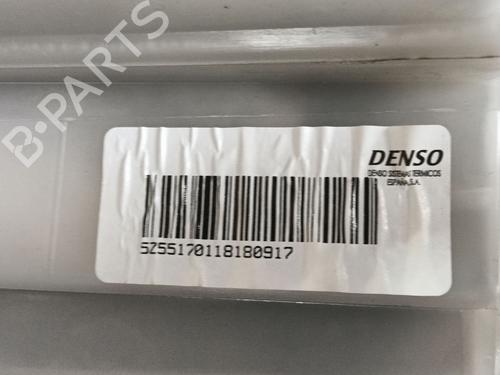 B-PARTS
DENSO
DENSO SISTEMAS TERMICOS
ESPAÑA, S.A.
5Z55170118180917